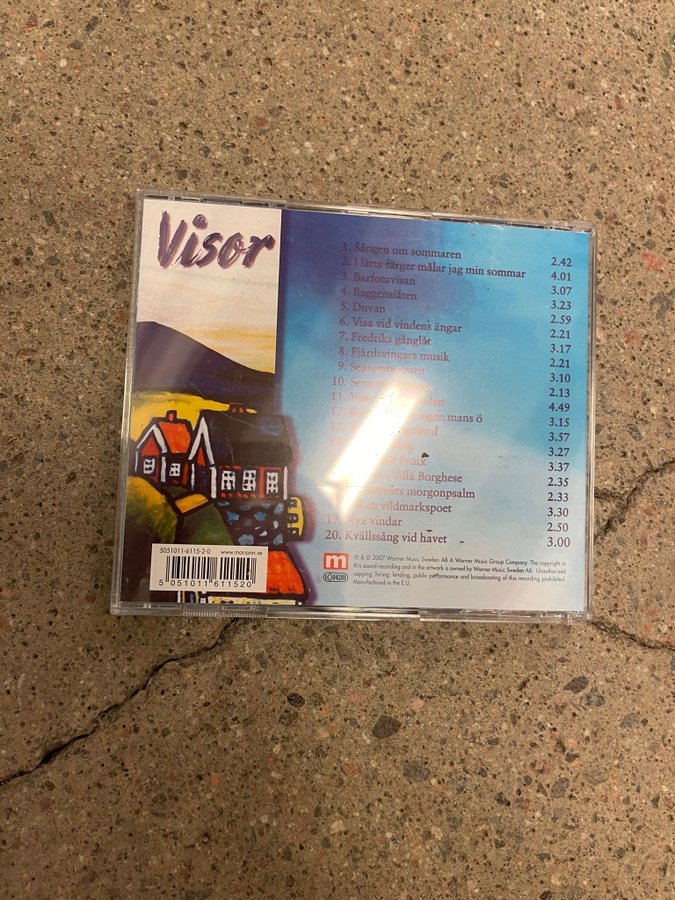 Visor
1. Sången om sommaren 2.42
2. I lätta färger målar jag min sommar 4.01
3. Barfotavisan 3.07
4. Baggenslåten 3.23
5. Duvan 2.59
6. Visa vid vindens ängar 2.21
7. Fredriks gånglåt 3.17
8. Fjärilsvingars musik 2.21
9. 3.10
10. 2.13
11. 4.49
12. mans ö 3.15
3.57
3.27
3.37
Villa Borghese 2.35
morgonpsalm 2.33
vildmarkspoet 3.30
19. Nya vindar 2.50
20. Kvällssång vid havet 3.00
5051011-6115-2-0 www.mariann.se
5 051011 611520
m
LC 04281
℗ & © 2007 Warner Music Sweden AB A Warner Music Group Company. The copyright in
this sound recording and in the artwork is owned by Warner Music Sweden AB. Unauthorized
copying, hiring, lending, public performance and broadcasting of this recording prohibited.
Manufactured in the E.U.